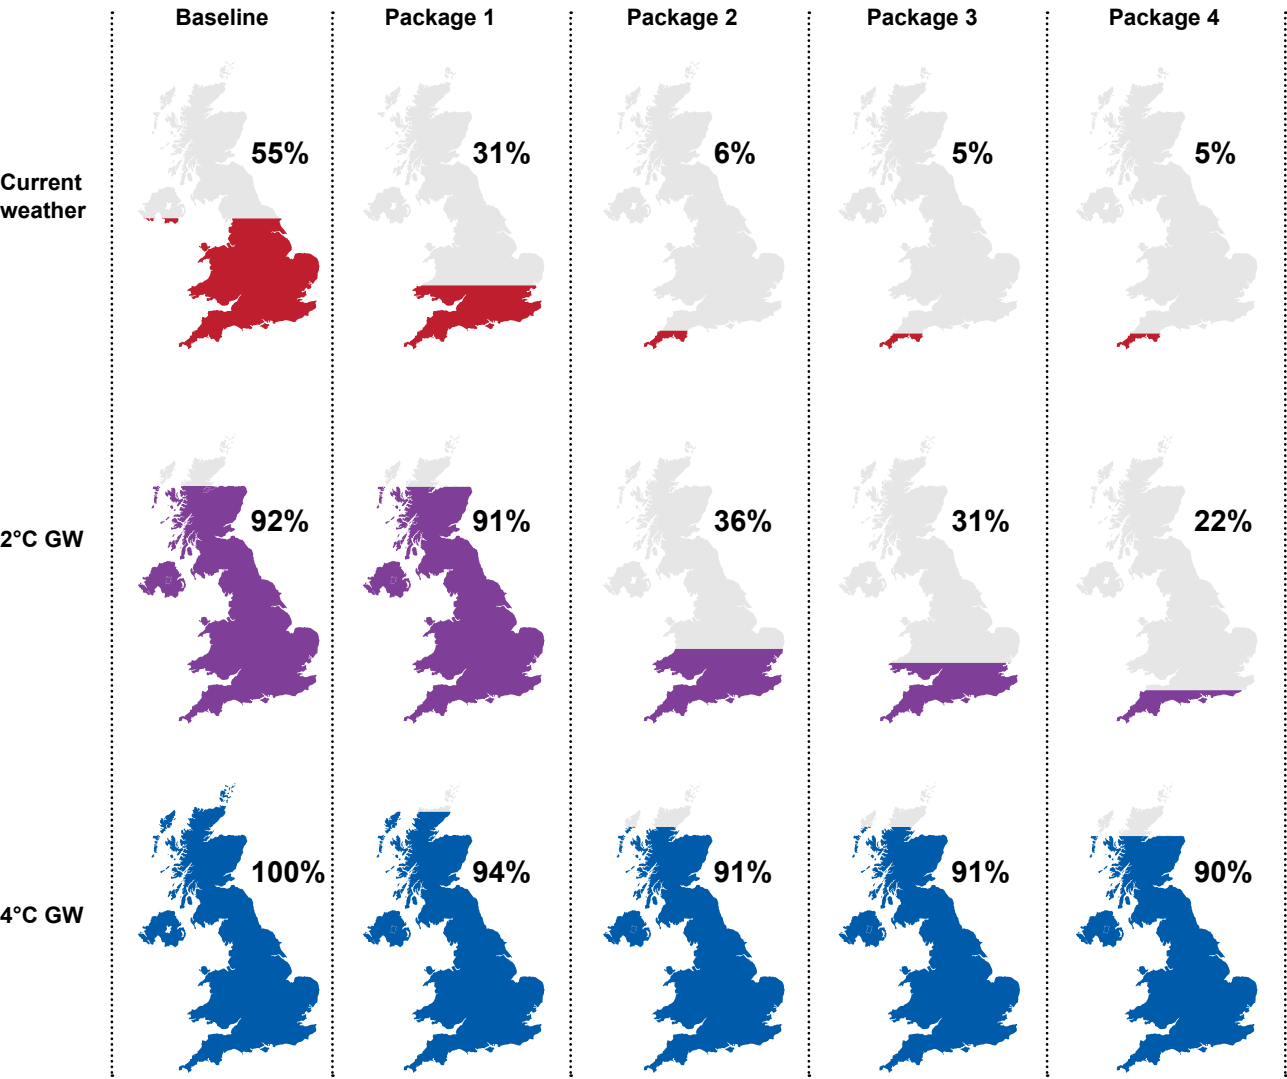 Baseline Package 1 Package 2 Package 3 Package 4
Current
weather
55% 31% 6% 5% 5%
2°C GW
92% 91% 36% 31% 22%
4°C GW
100% 94% 91% 91% 90%